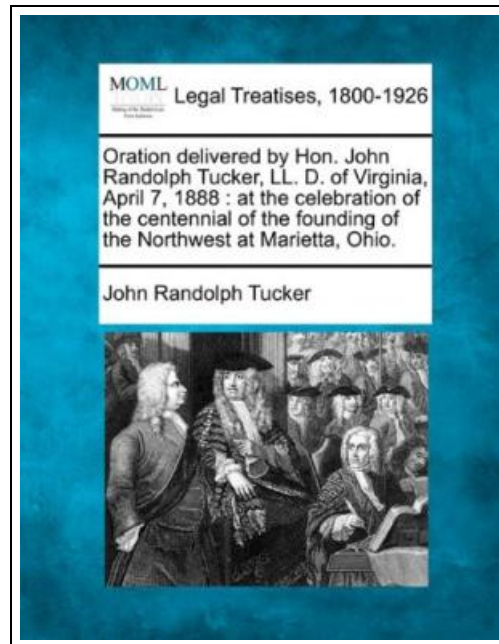 MOML
Legal Treatises, 1800-1926
Oration delivered by Hon. John
Randolph Tucker, LL. D. of Virginia,
April 7, 1888 : at the celebration of
the centennial of the founding of
the Northwest at Marietta, Ohio.
John Randolph Tucker